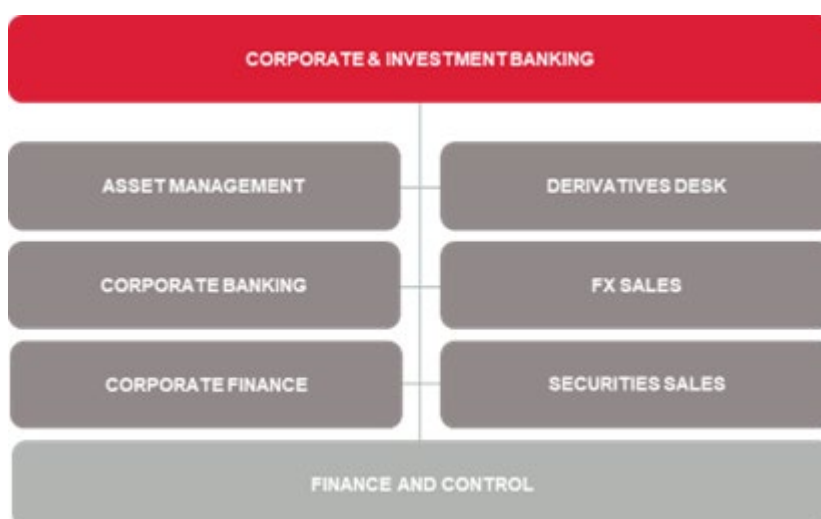 CORPORATE & INVESTMENT BANKING
ASSET MANAGEMENT
DERIVATIVES DESK
CORPORATE BANKING
FX SALES
CORPORATE FINANCE
SECURITIES SALES
FINANCE AND CONTROL